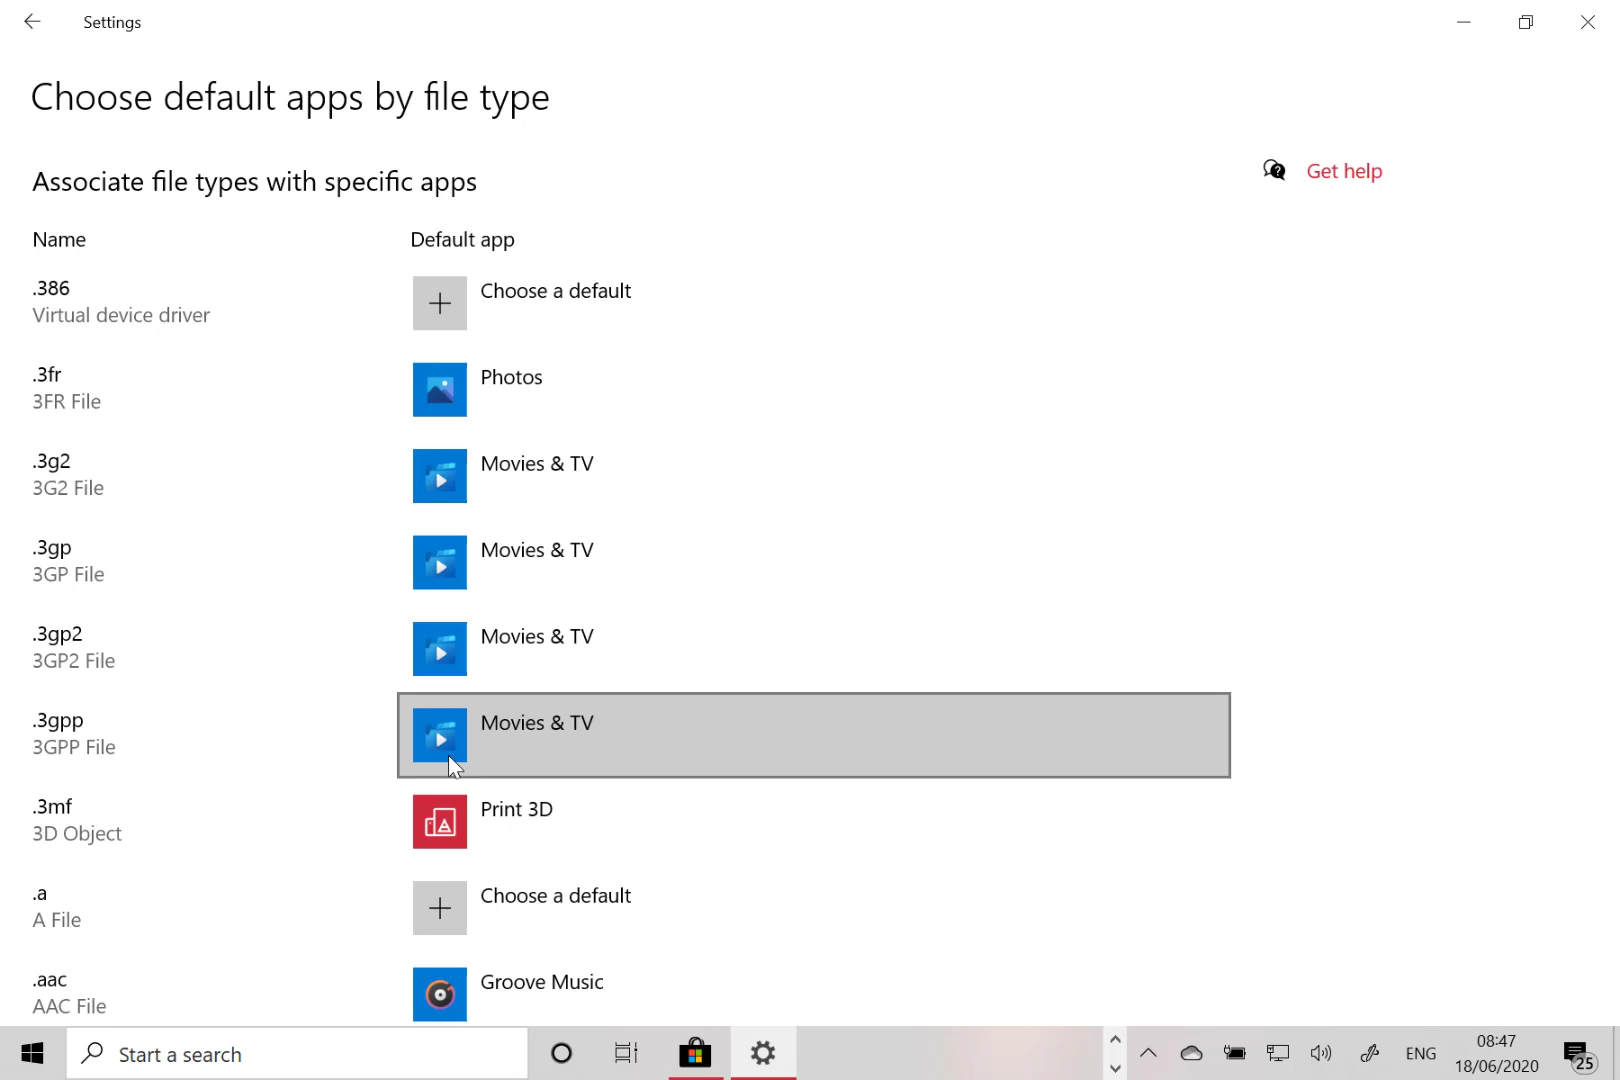 Settings
Choose default apps by file type
Associate file types with specific apps
Get help
Name
Default app
.386
Virtual device driver
Choose a default
.3fr
3FR File
Photos
.3g2
3G2 File
Movies & TV
.3gp
3GP File
Movies & TV
.3gp2
3GP2 File
Movies & TV
.3gpp
3GPP File
Movies & TV
.3mf
3D Object
Print 3D
.a
A File
Choose a default
.aac
AAC File
Groove Music
Start a search
ENG
08:47
18/06/2020
25